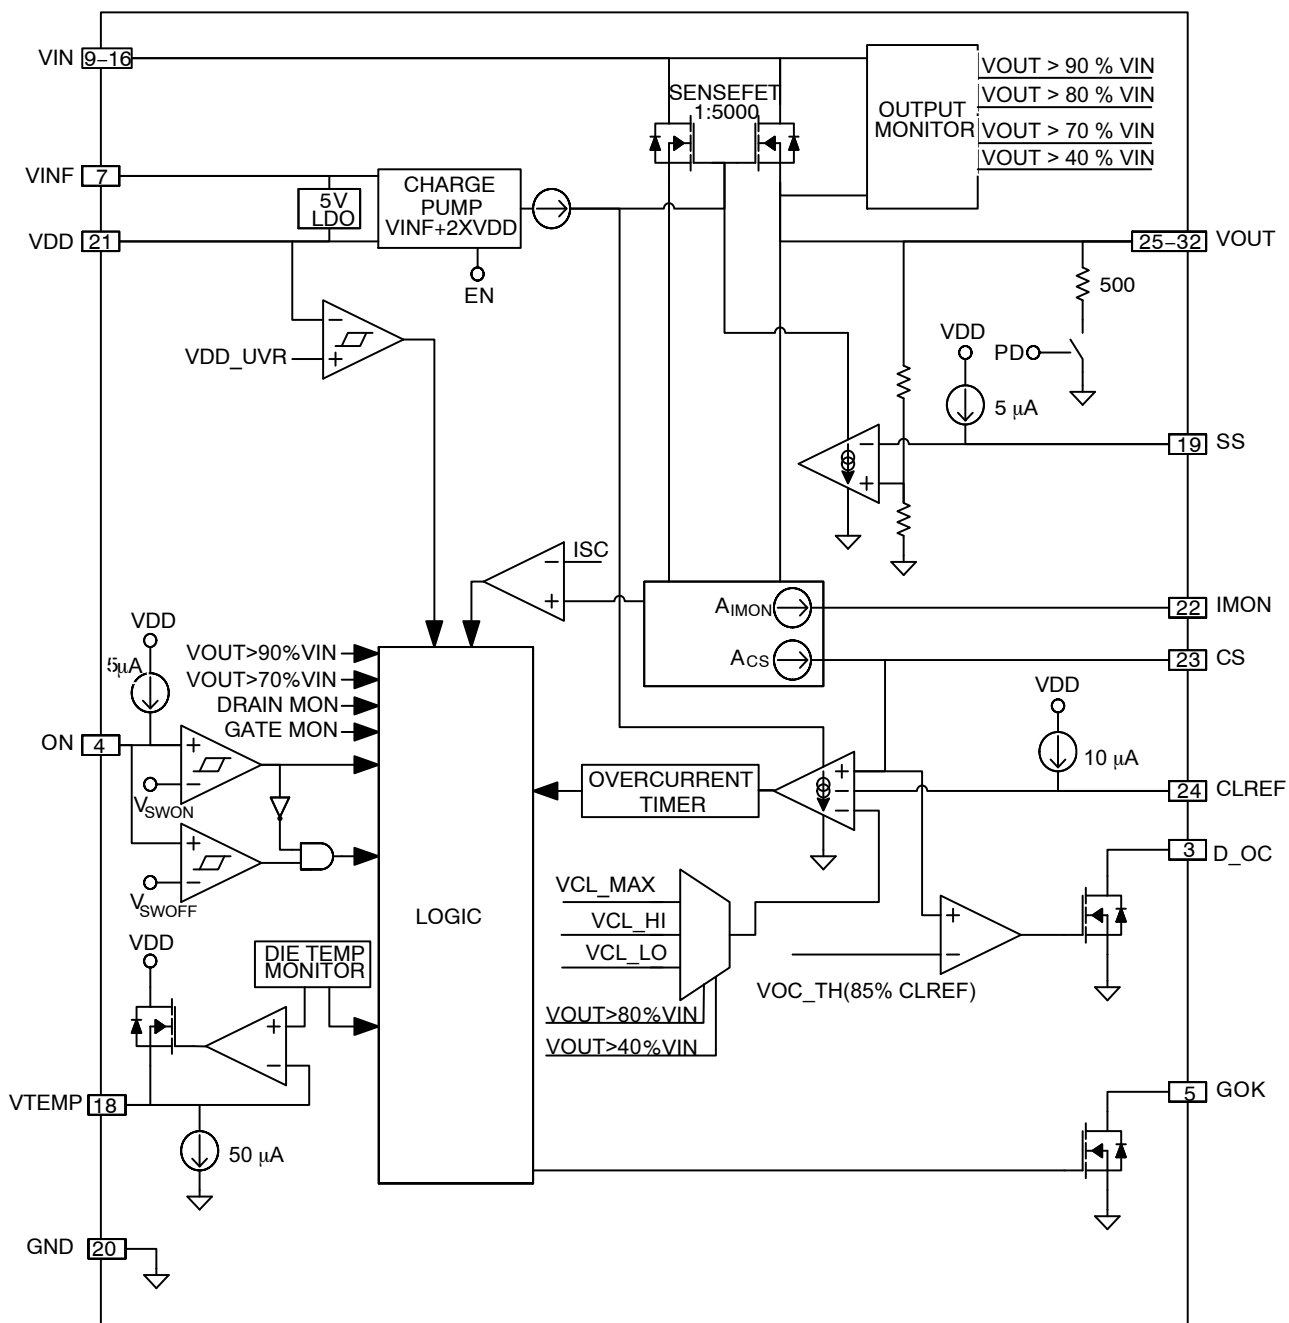 VIN
9–16
SENSEFET
1:5000
OUTPUT
MONITOR
VOUT > 90 % VIN
VOUT > 80 % VIN
VOUT > 70 % VIN
VOUT > 40 % VIN
VINF
7
5V
LDO
CHARGE
PUMP
VINF+2XVDD
VDD
21
EN
25–32
VOUT
500
VDD_UVR
VDD
PD
5 μA
19
SS
ISC
AIMON
22
IMON
ACS
23
CS
VDD
5μA
VOUT>90%VIN
VOUT>70%VIN
DRAIN MON
GATE MON
ON
4
VSWON
VSWOFF
OVERCURRENT
TIMER
VDD
10 μA
24
CLREF
3
D_OC
LOGIC
VCL_MAX
VCL_HI
VCL_LO
VOUT>80%VIN
VOUT>40%VIN
VOC_TH(85% CLREF)
VDD
DIE TEMP
MONITOR
VTEMP
18
50 μA
5
GOK
GND
20